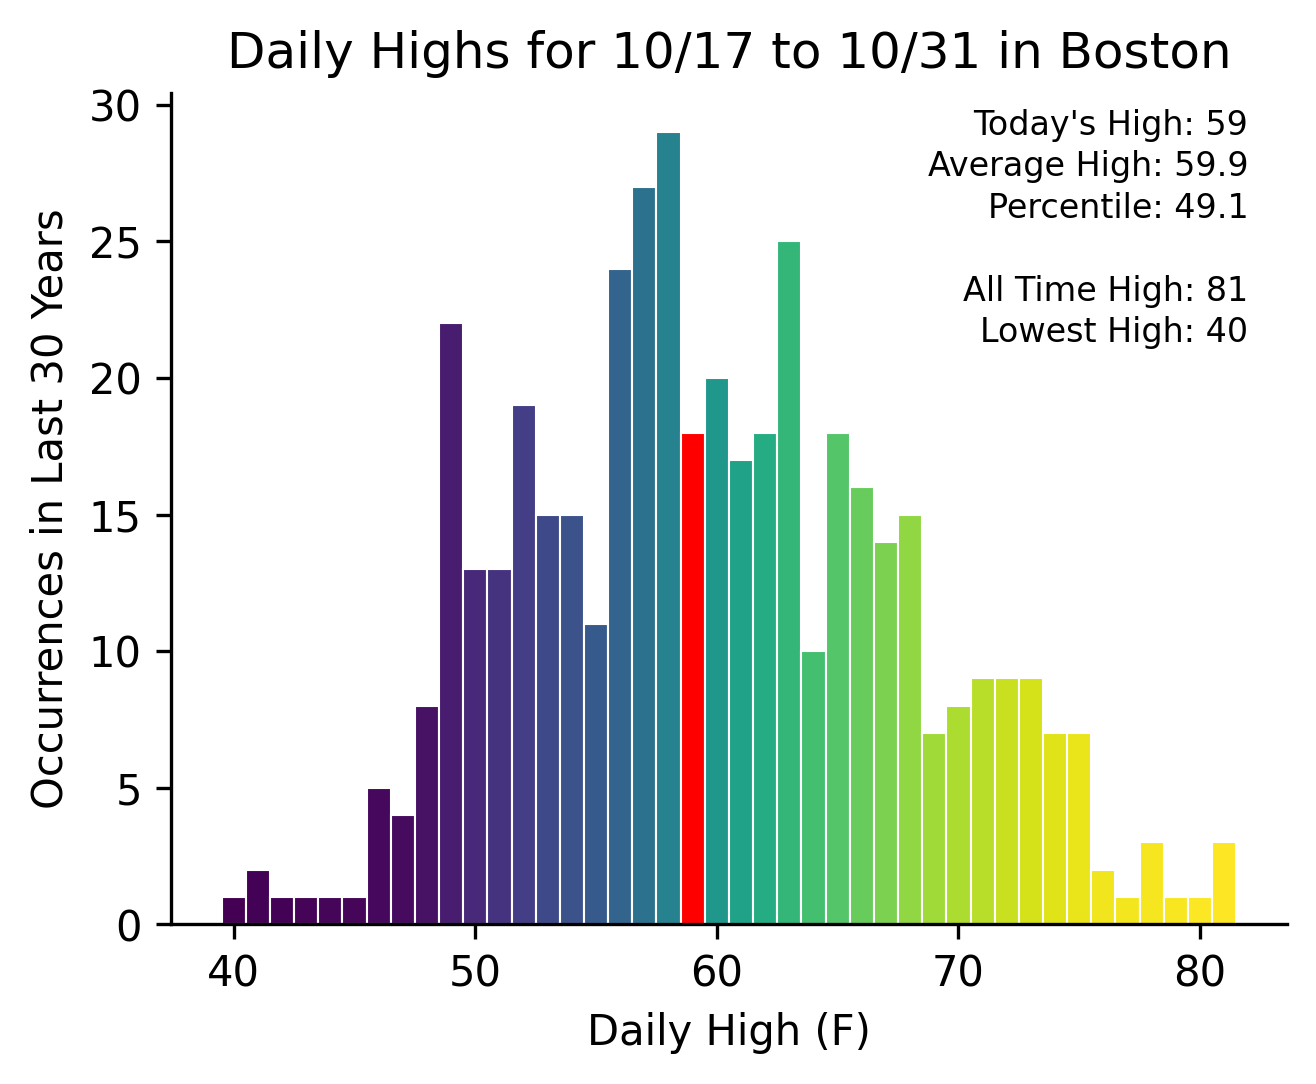 Daily Highs for 10/17 to 10/31 in Boston
Today's High: 59
Average High: 59.9
Percentile: 49.1
All Time High: 81
Lowest High: 40
Occurrences in Last 30 Years
30
25
20
15
10
5
0
40 50 60 70 80
Daily High (F)